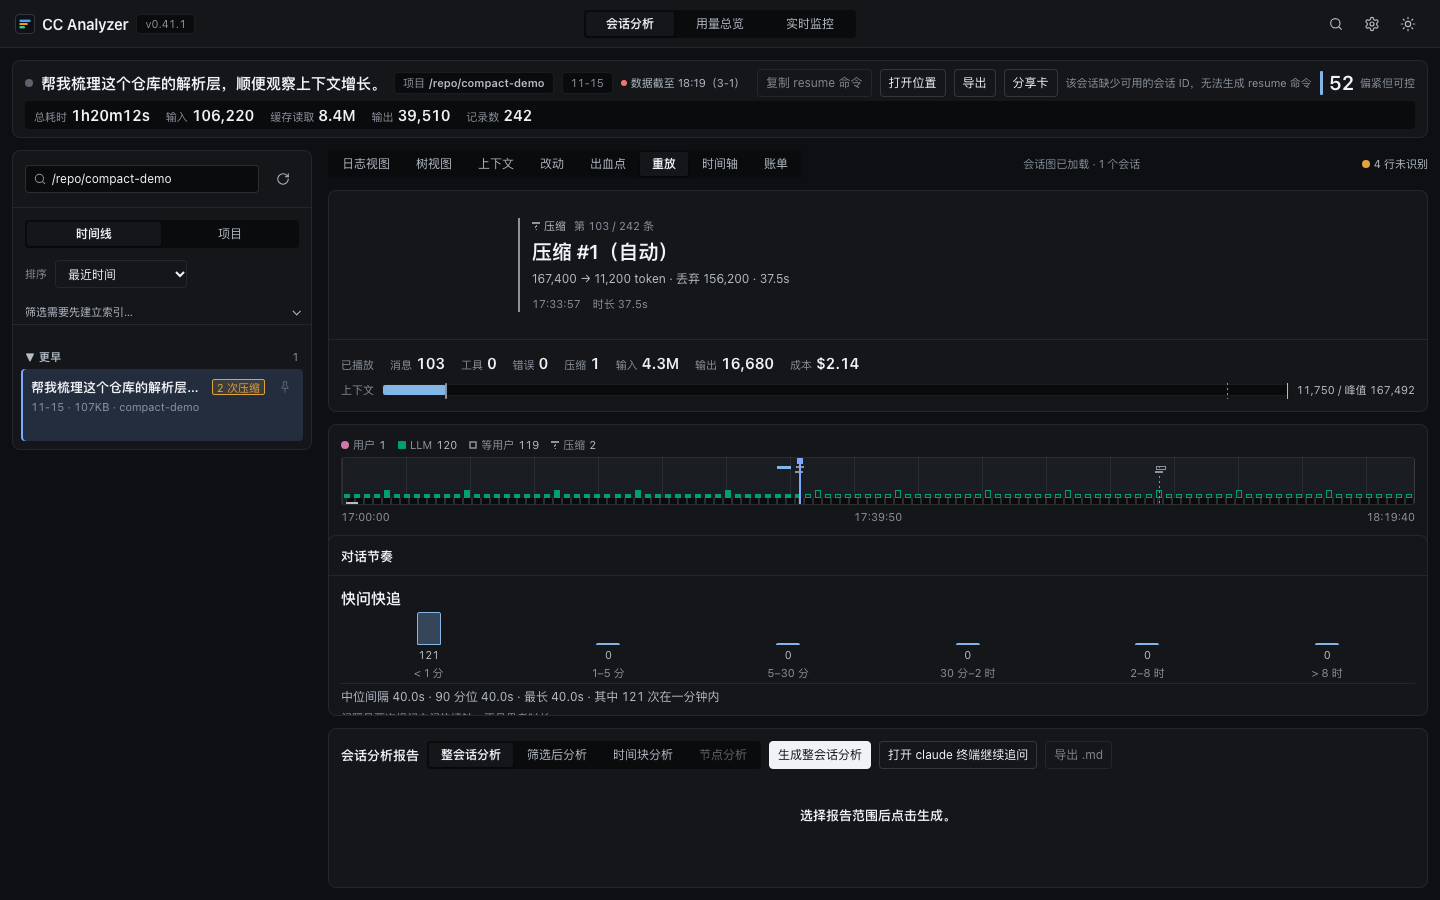 CC Analyzer v0.41.1 会话分析 用量总览 实时监控
帮我梳理这个仓库的解析层，顺便观察上下文增长。 项目 /repo/compact-demo 11-15 数据截至 18:19（3-1） 复制 resume 命令 打开位置 导出 分享卡 该会话缺少可用的会话 ID，无法生成 resume 命令 52 偏紧但可控
总耗时 1h20m12s 输入 106,220 缓存读取 8.4M 输出 39,510 记录数 242
/repo/compact-demo
时间线 项目
排序 最近时间
筛选需要先建立索引...
▼ 更早 1
帮我梳理这个仓库的解析层... 2 次压缩
11-15 · 107KB · compact-demo
日志视图 树视图 上下文 改动 出血点 重放 时间轴 账单 会话图已加载 · 1 个会话 4 行未识别
压缩 第 103 / 242 条
压缩 #1（自动）
167,400 → 11,200 token · 丢弃 156,200 · 37.5s
17:33:57 时长 37.5s
已播放 消息 103 工具 0 错误 0 压缩 1 输入 4.3M 输出 16,680 成本 $2.14
上下文 11,750 / 峰值 167,492
用户 1 LLM 120 等用户 119 压缩 2
17:00:00 17:39:50 18:19:40
对话节奏
快问快追
121 0 0 0 0 0
< 1 分 1–5 分 5–30 分 30 分–2 时 2–8 时 > 8 时
中位间隔 40.0s · 90 分位 40.0s · 最长 40.0s · 其中 121 次在一分钟内
会话分析报告 整会话分析 筛选后分析 时间块分析 节点分析 生成整会话分析 打开 claude 终端继续追问 导出 .md
选择报告范围后点击生成。